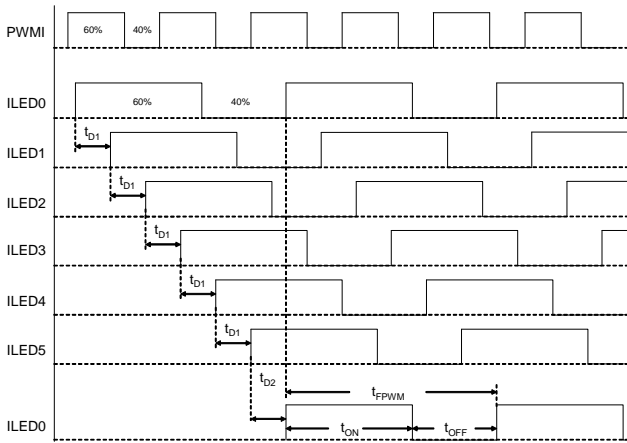 PWMI
60% 40%
ILED0
60% 40%
tD1
ILED1
tD1
ILED2
tD1
ILED3
tD1
ILED4
tD1
ILED5
tD2
tFPWM
ILED0
tON tOFF